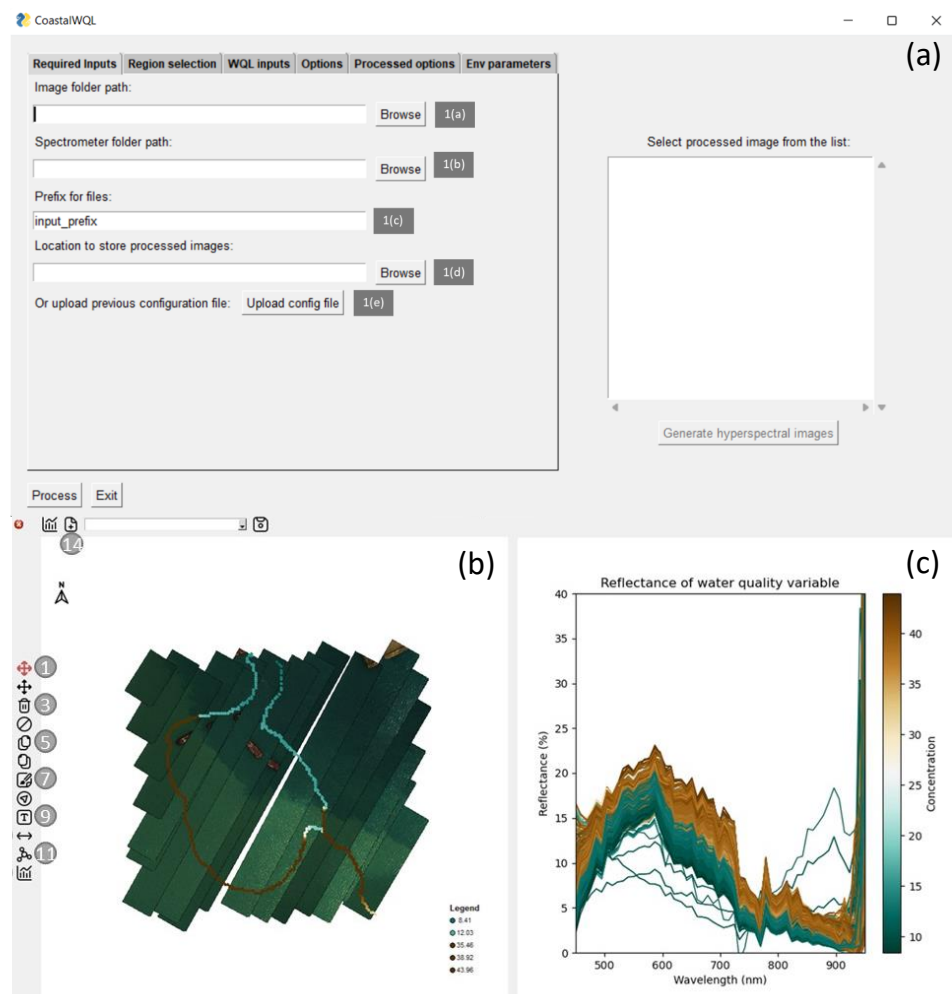 CoastalWQL
(a)
Required Inputs Region selection WQL inputs Options Processed options Env parameters
Image folder path:
Browse 1(a)
Spectrometer folder path:
Browse 1(b)
Prefix for files:
input_prefix 1(c)
Location to store processed images:
Browse 1(d)
Or upload previous configuration file: Upload config file 1(e)
Select processed image from the list:
Generate hyperspectral images
Process Exit
14
(b)
N
1
3
5
7
T
9
11
Legend
8.41
12.03
35.46
38.92
43.96
(c)
Reflectance of water quality variable
40
35
30
25
20
15
10
5
0
Reflectance (%)
500 600 700 800 900
Wavelength (nm)
40
35
30
25
20
15
10
Concentration